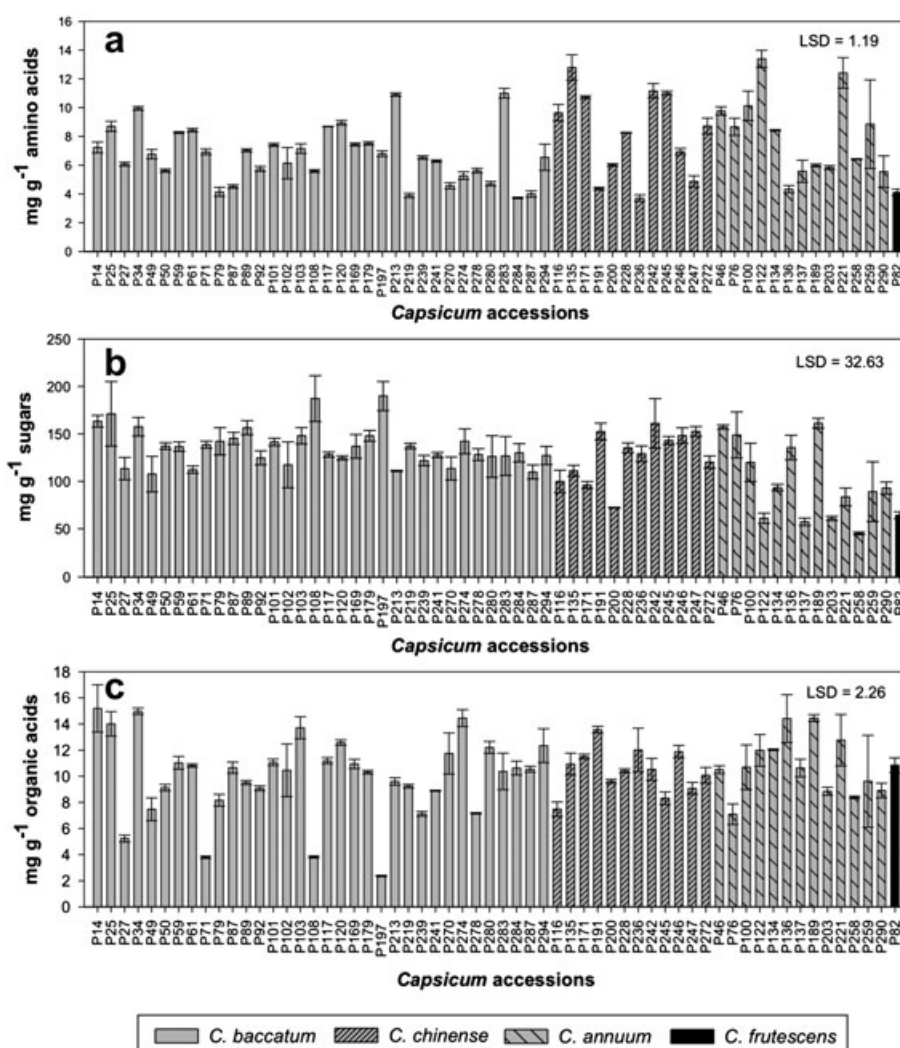 a
LSD = 1.19
mg g-1 amino acids
16
14
12
10
8
6
4
2
0
P14 P25 P27 P34 P49 P50 P59 P61 P71 P79 P87 P89 P92 P101 P102 P103 P108 P117 P120 P169 P179 P197 P213 P219 P239 P241 P270 P274 P278 P280 P283 P284 P287 P294 P116 P135 P171 P191 P200 P228 P236 P242 P245 P246 P247 P272 P46 P76 P100 P122 P134 P136 P137 P189 P203 P221 P258 P259 P290 P82
Capsicum accessions
b
LSD = 32.63
mg g-1 sugars
250
200
150
100
50
0
P14 P25 P27 P34 P49 P50 P59 P61 P71 P79 P87 P89 P92 P101 P102 P103 P108 P117 P120 P169 P179 P197 P213 P219 P239 P241 P270 P274 P278 P280 P283 P284 P287 P294 P116 P135 P171 P191 P200 P228 P236 P242 P245 P246 P247 P272 P46 P76 P100 P122 P134 P136 P137 P189 P203 P221 P258 P259 P290 P82
Capsicum accessions
c
LSD = 2.26
mg g-1 organic acids
18
16
14
12
10
8
6
4
2
0
P14 P25 P27 P34 P49 P50 P59 P61 P71 P79 P87 P89 P92 P101 P102 P103 P108 P117 P120 P169 P179 P197 P213 P219 P239 P241 P270 P274 P278 P280 P283 P284 P287 P294 P116 P135 P171 P191 P200 P228 P236 P242 P245 P246 P247 P272 P46 P76 P100 P122 P134 P136 P137 P189 P203 P221 P258 P259 P290 P82
Capsicum accessions
C. baccatum C. chinense C. annuum C. frutescens